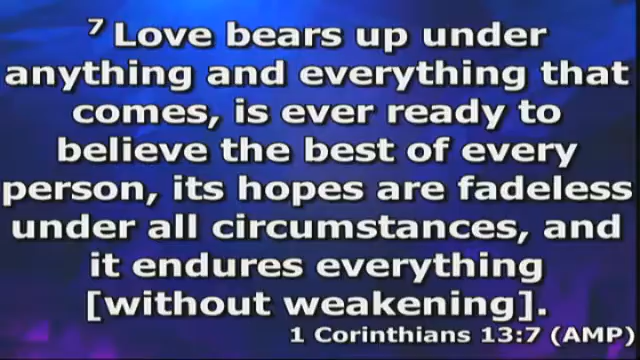 7 Love bears up under
anything and everything that
comes, is ever ready to
believe the best of every
person, its hopes are fadeless
under all circumstances, and
it endures everything
[without weakening].
1 Corinthians 13:7 (AMP)